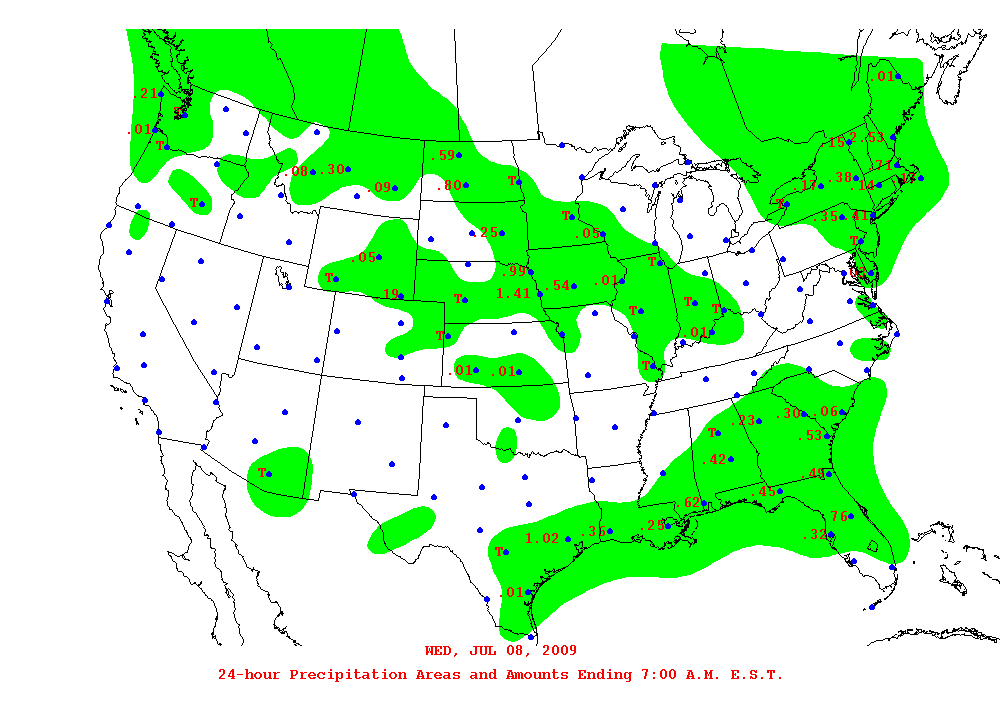 .01
.21
.01
.15 2.53
T
.59
.71
.08 .30
.09 .80 T
.17 .38 .14
T T
T .35 .41
.25 .05
T
.05 T
T .99 .54 .01
.19 1.41
T T
T T
T .01
.01 .01 T
.30 .06
.23
T .53
.42
T .49
.45
.62
.76
.25
1.02 .36 .32
T
.01
WED, JUL 08, 2009
24-hour Precipitation Areas and Amounts Ending 7:00 A.M. E.S.T.